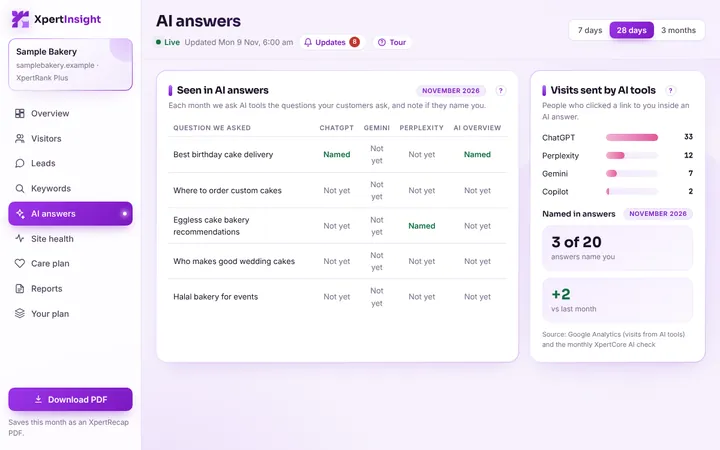 XpertInsight
Sample Bakery
samplebakery.example ·
XpertRank Plus
Overview
Visitors
Leads
Keywords
AI answers
Site health
Care plan
Reports
Your plan
Download PDF
Saves this month as an XpertRecap
PDF.
AI answers
Live Updated Mon 9 Nov, 6:00 am Updates 8 Tour
7 days 28 days 3 months
Seen in AI answers NOVEMBER 2026 ?
Each month we ask AI tools the questions your customers ask, and note if they name you.
QUESTION WE ASKED CHATGPT GEMINI PERPLEXITY AI OVERVIEW
Best birthday cake delivery Named Not yet Not yet Named
Where to order custom cakes Not yet Not yet Not yet Not yet
Eggless cake bakery recommendations Not yet Not yet Named Not yet
Who makes good wedding cakes Not yet Not yet Not yet Not yet
Halal bakery for events Not yet Not yet Not yet Not yet
Visits sent by AI tools ?
People who clicked a link to you inside an
AI answer.
ChatGPT 33
Perplexity 12
Gemini 7
Copilot 2
Named in answers NOVEMBER 2026
3 of 20
answers name you
+2
vs last month
Source: Google Analytics (visits from AI tools)
and the monthly XpertCore AI check